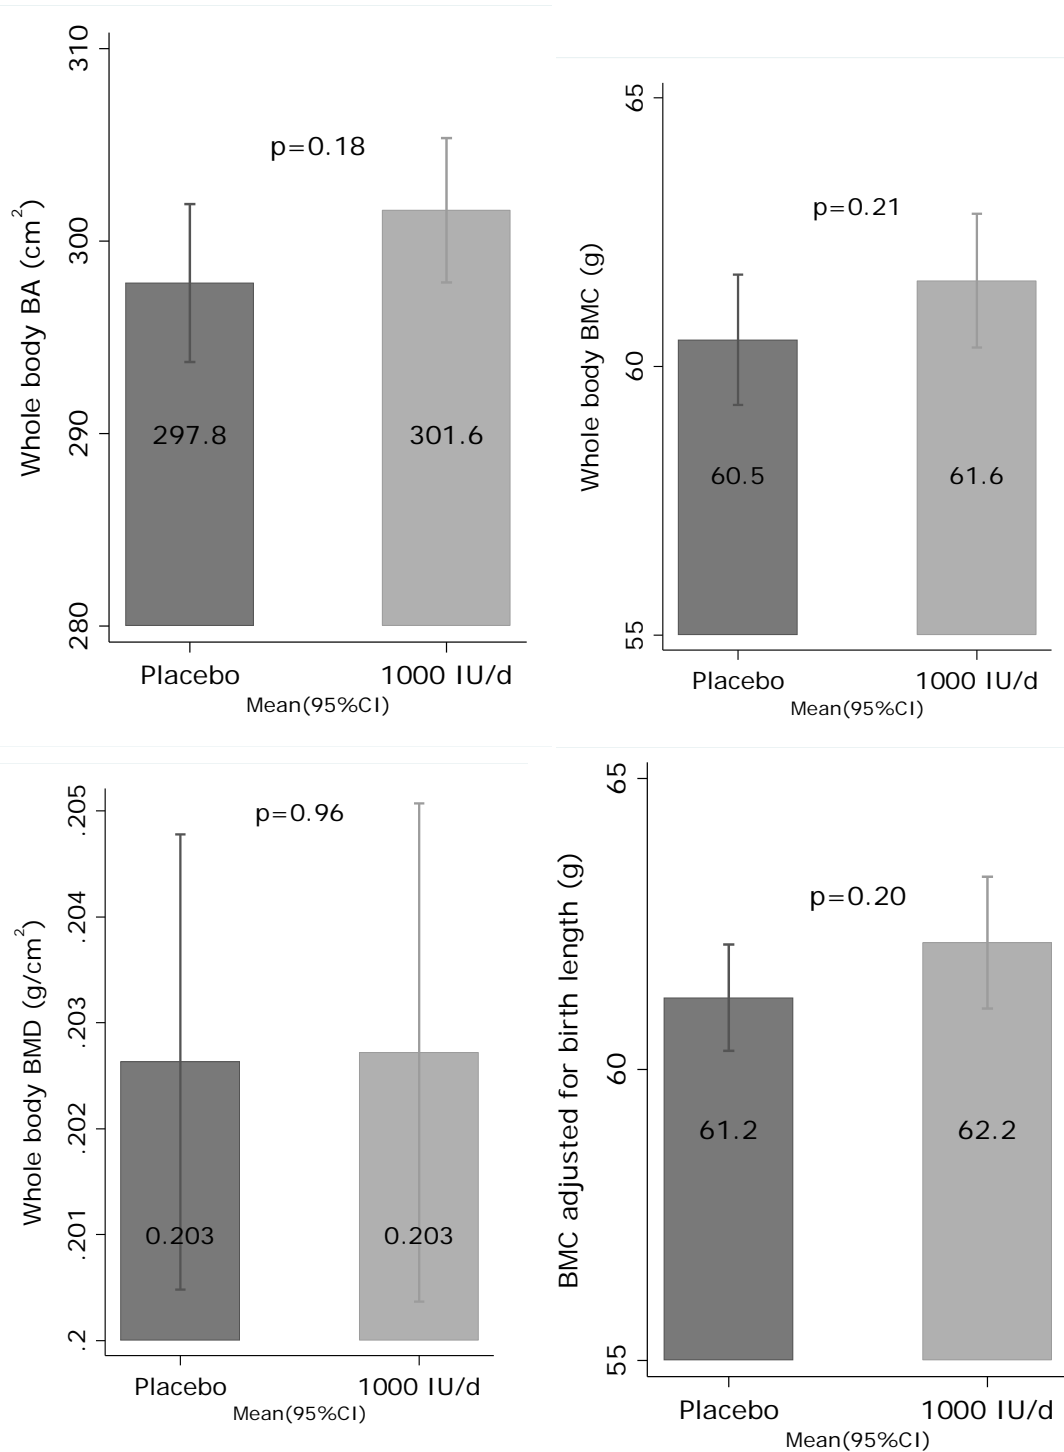 Whole body BA (cm²)
310
300
290
280
p=0.18
297.8
301.6
Placebo
1000 IU/d
Mean(95%CI)
Whole body BMC (g)
65
60
55
p=0.21
60.5
61.6
Placebo
1000 IU/d
Mean(95%CI)
Whole body BMD (g/cm²)
.205
.204
.203
.202
.201
.2
p=0.96
0.203
0.203
Placebo
1000 IU/d
Mean(95%CI)
BMC adjusted for birth length (g)
65
60
55
p=0.20
61.2
62.2
Placebo
1000 IU/d
Mean(95%CI)